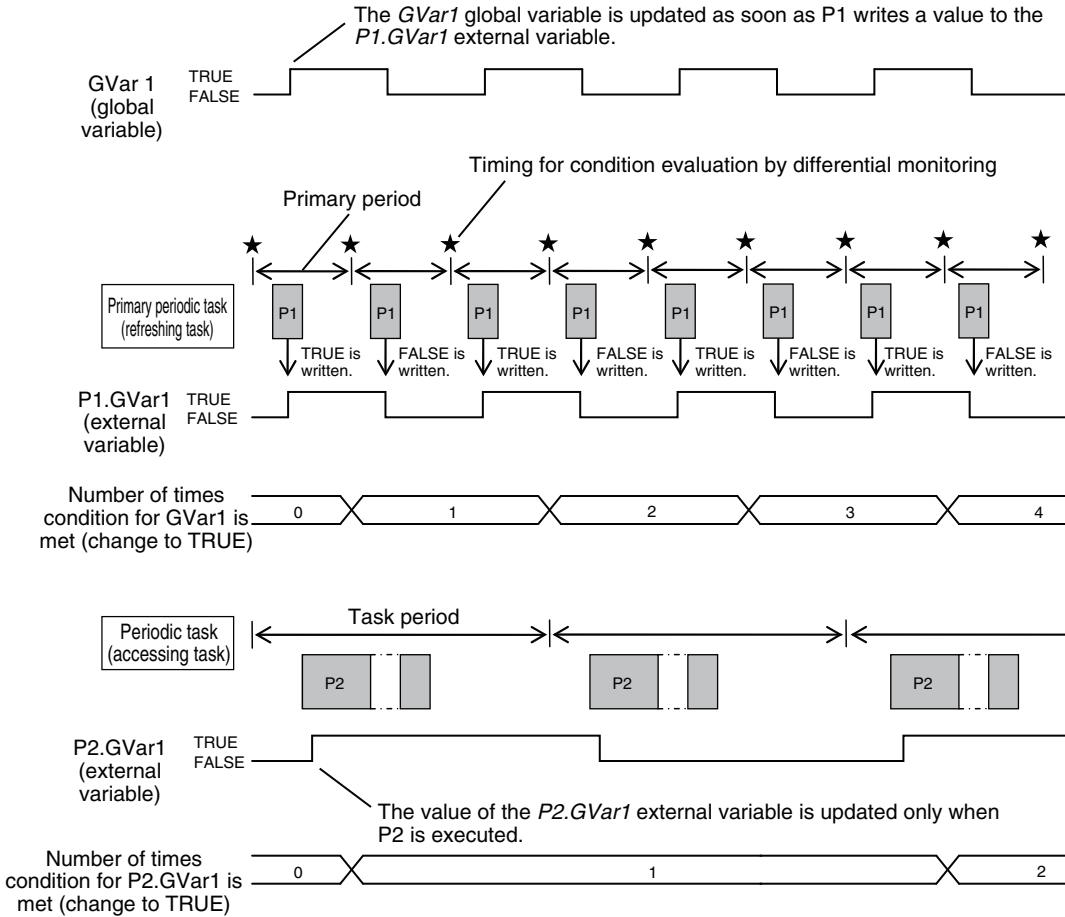 The GVar1 global variable is updated as soon as P1 writes a value to the
P1.GVar1 external variable.
GVar 1
(global
variable)
TRUE
FALSE
Timing for condition evaluation by differential monitoring
Primary period
★ ★ ★ ★ ★ ★ ★ ★ ★
Primary periodic task
(refreshing task)
P1 P1 P1 P1 P1 P1 P1 P1
TRUE is FALSE is TRUE is FALSE is TRUE is FALSE is TRUE is FALSE is
written. written. written. written. written. written. written. written.
P1.GVar1
(external
variable)
TRUE
FALSE
Number of times
condition for GVar1 is
met (change to TRUE)
0 1 2 3 4
Task period
Periodic task
(accessing task)
P2 P2 P2
P2.GVar1
(external
variable)
TRUE
FALSE
The value of the P2.GVar1 external variable is updated only when
P2 is executed.
Number of times
condition for P2.GVar1 is
met (change to TRUE)
0 1 2